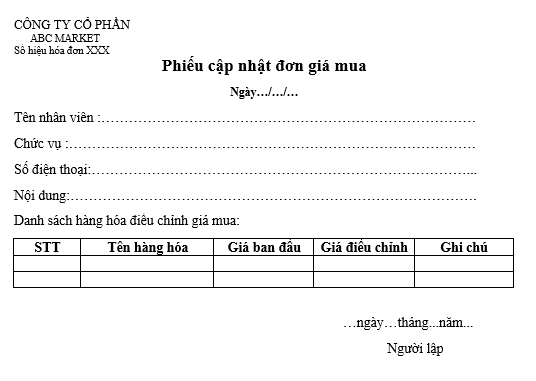 CÔNG TY CỔ PHẦN
ABC MARKET
Số hiệu hóa đơn XXX
Phiếu cập nhật đơn giá mua
Ngày…/…/…
Tên nhân viên :…………………………………………………………………………
Chức vụ :………………………………………………………………………………
Số điện thoại:…………………………………………………………………………..
Nội dung:……………………………………………………………………………….
Danh sách hàng hóa điều chỉnh giá mua:
STT Tên hàng hóa Giá ban đầu Giá điều chỉnh Ghi chú
…ngày…tháng...năm...
Người lập